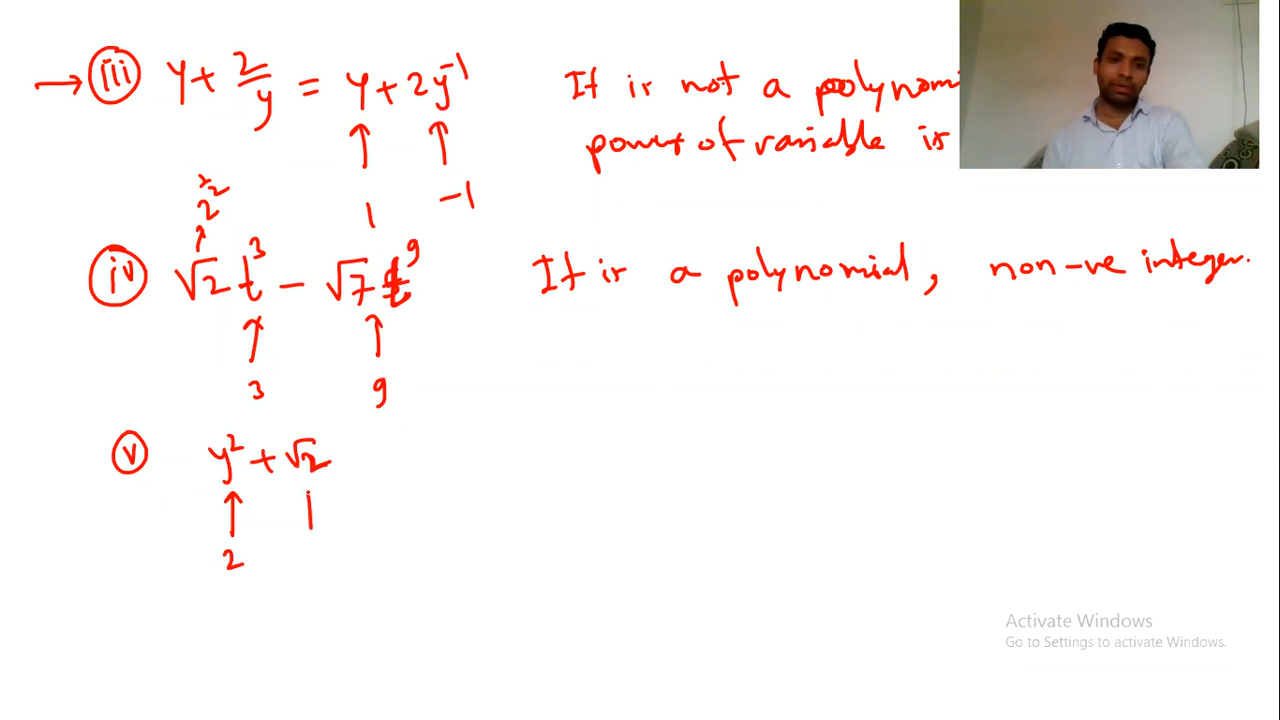 → (iii) y + 2/y = y + 2y⁻¹ It is not a polynomi
power of variable is
1 -1
2^½
(iv) √2 t³ - √7 t⁹ It is a polynomial, non-ve integer.
3 9
(v) y² + √2
2
Activate Windows
Go to Settings to activate Windows.